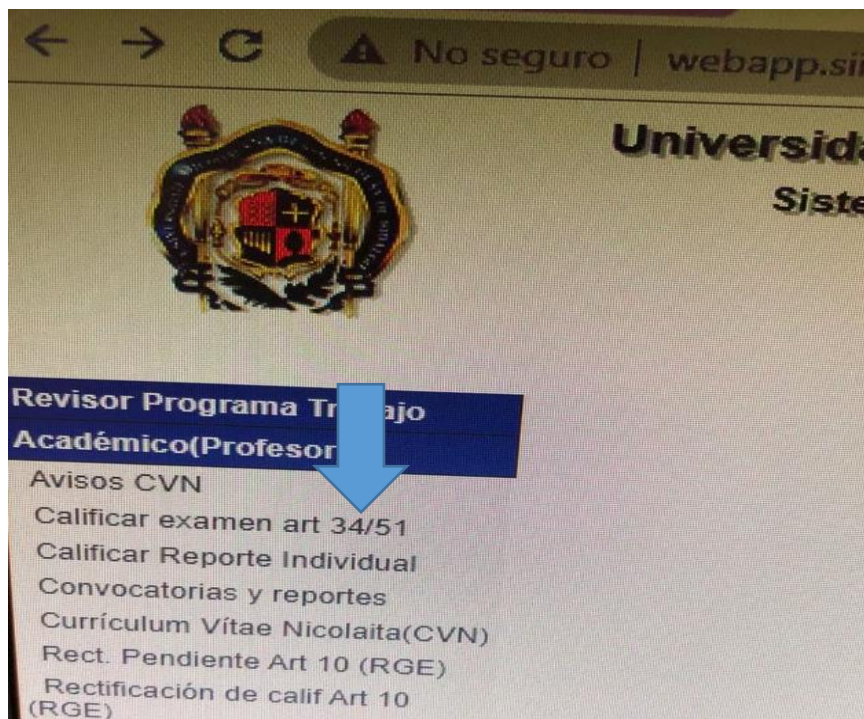 No seguro | webapp.sii
Universida
Siste
Revisor Programa Tr ajo
Académico(Profesor
Avisos CVN
Calificar examen art 34/51
Calificar Reporte Individual
Convocatorias y reportes
Currículum Vítae Nicolaita(CVN)
Rect. Pendiente Art 10 (RGE)
Rectificación de calif Art 10
(RGE)